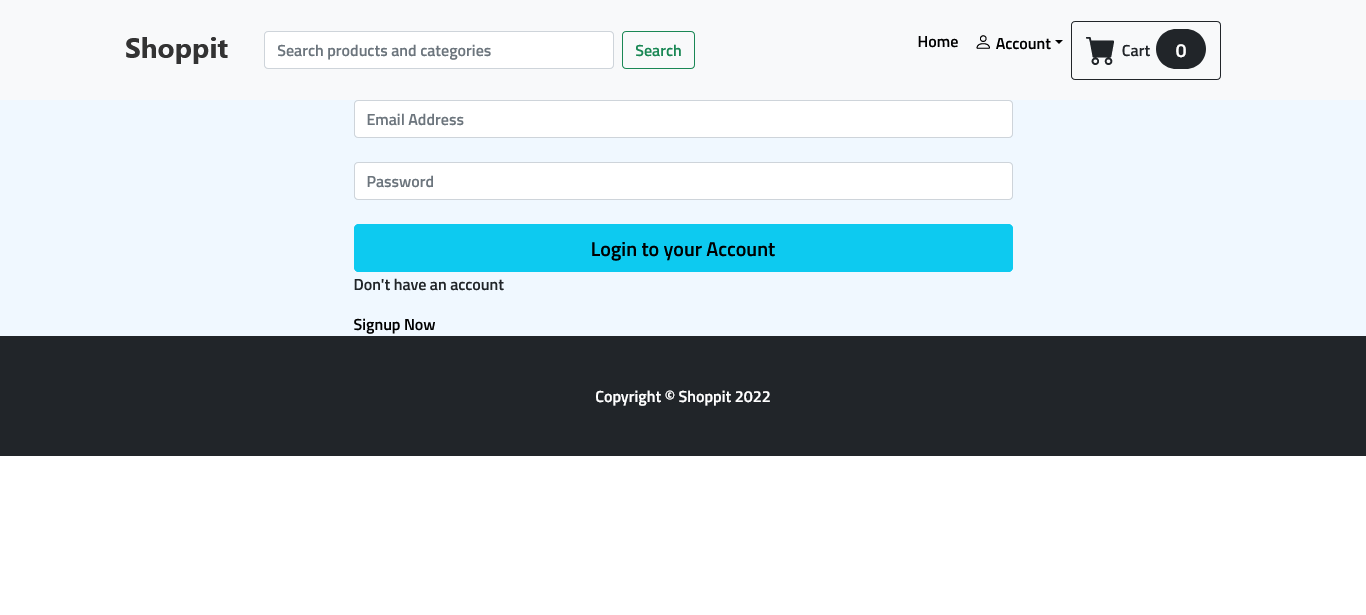 Shoppit
Search products and categories
Search
Home
Account
Cart
0
Email Address
Password
Login to your Account
Don't have an account
Signup Now
Copyright © Shoppit 2022